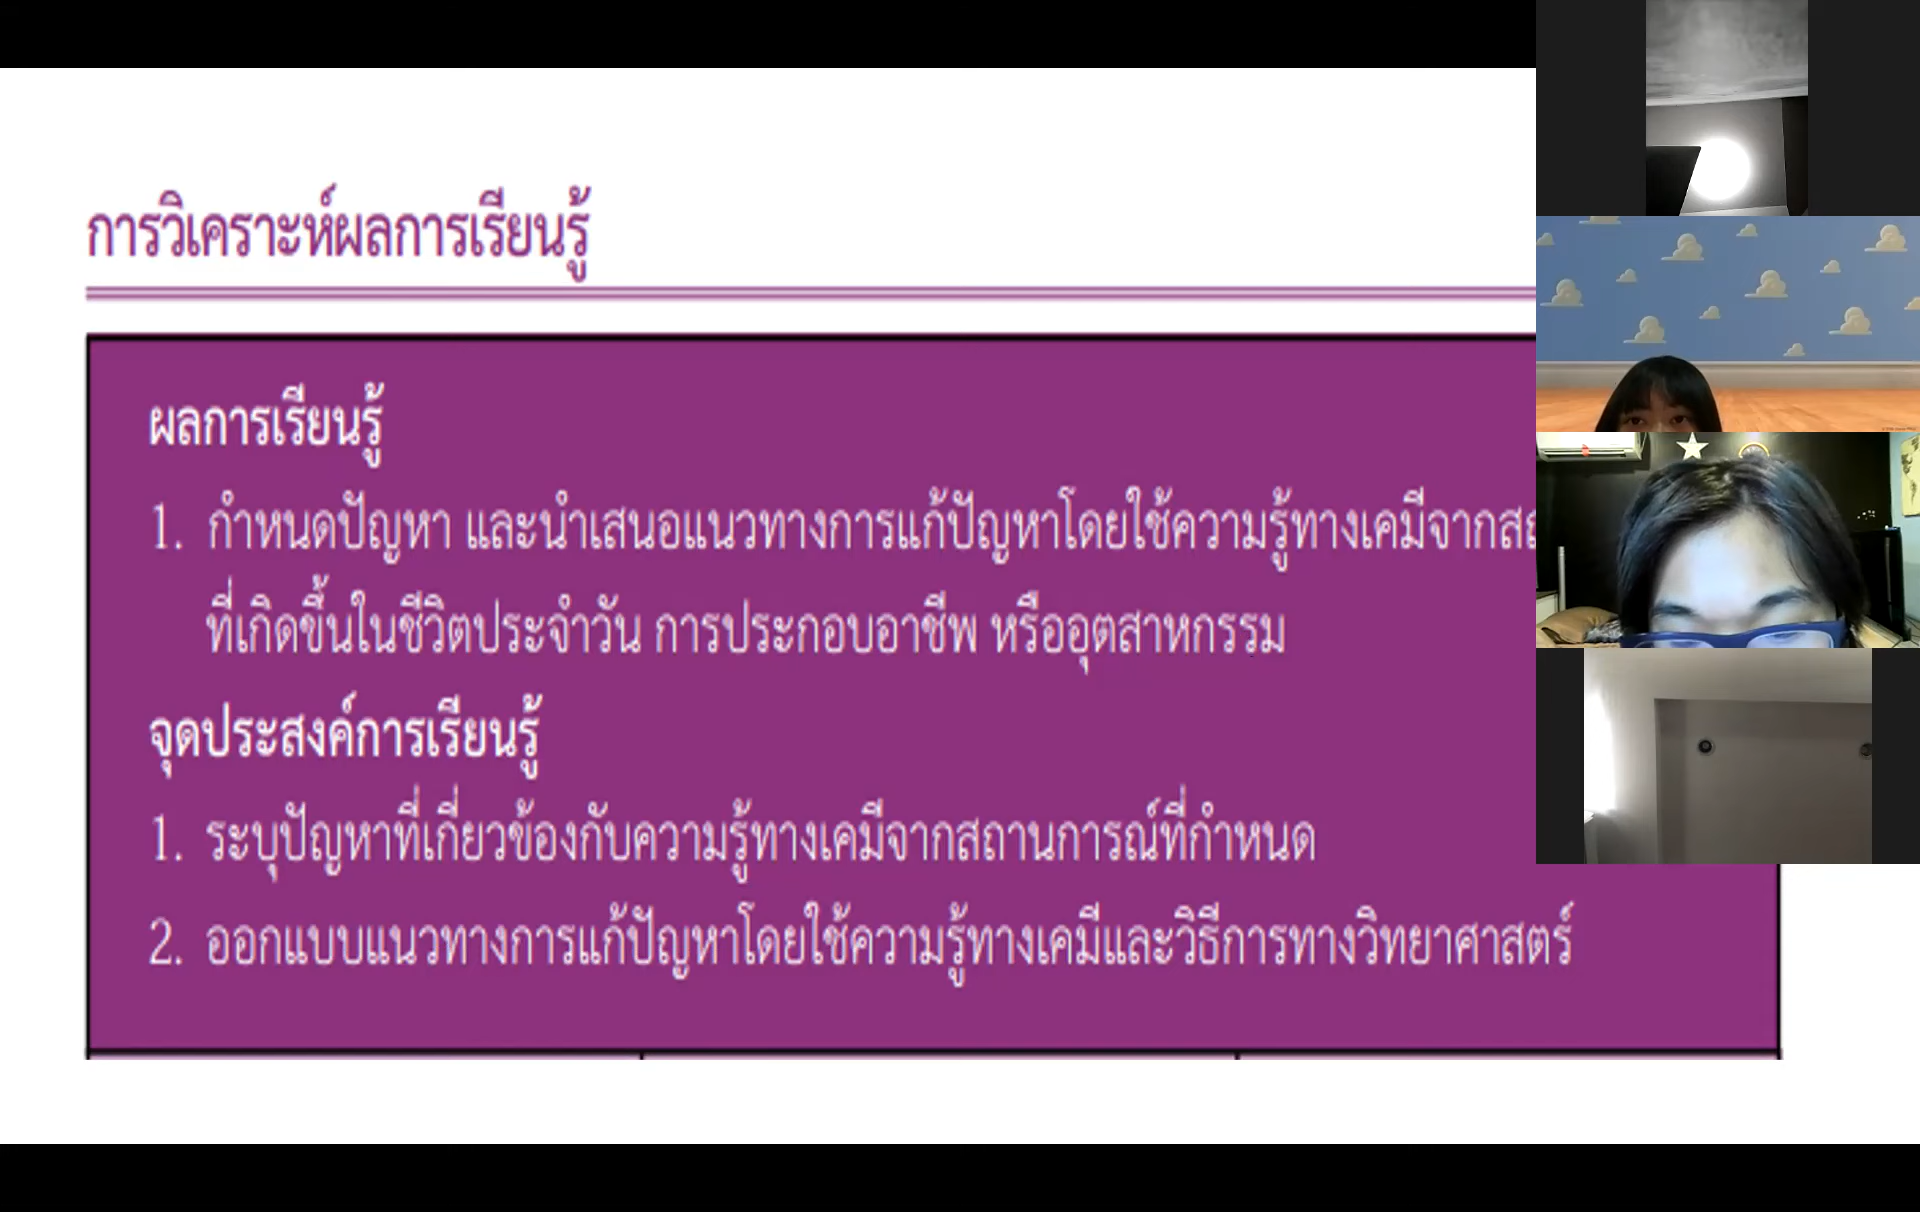 การวิเคราะห์ผลการเรียนรู้
ผลการเรียนรู้
1. กำหนดปัญหา และนำเสนอแนวทางการแก้ปัญหาโดยใช้ความรู้ทางเคมีจาก
ที่เกิดขึ้นในชีวิตประจำวัน การประกอบอาชีพ หรืออุตสาหกรรม
จุดประสงค์การเรียนรู้
1. ระบุปัญหาที่เกี่ยวข้องกับความรู้ทางเคมีจากสถานการณ์ที่กำหนด
2. ออกแบบแนวทางการแก้ปัญหาโดยใช้ความรู้ทางเคมีและวิธีการทางวิทยาศาสตร์